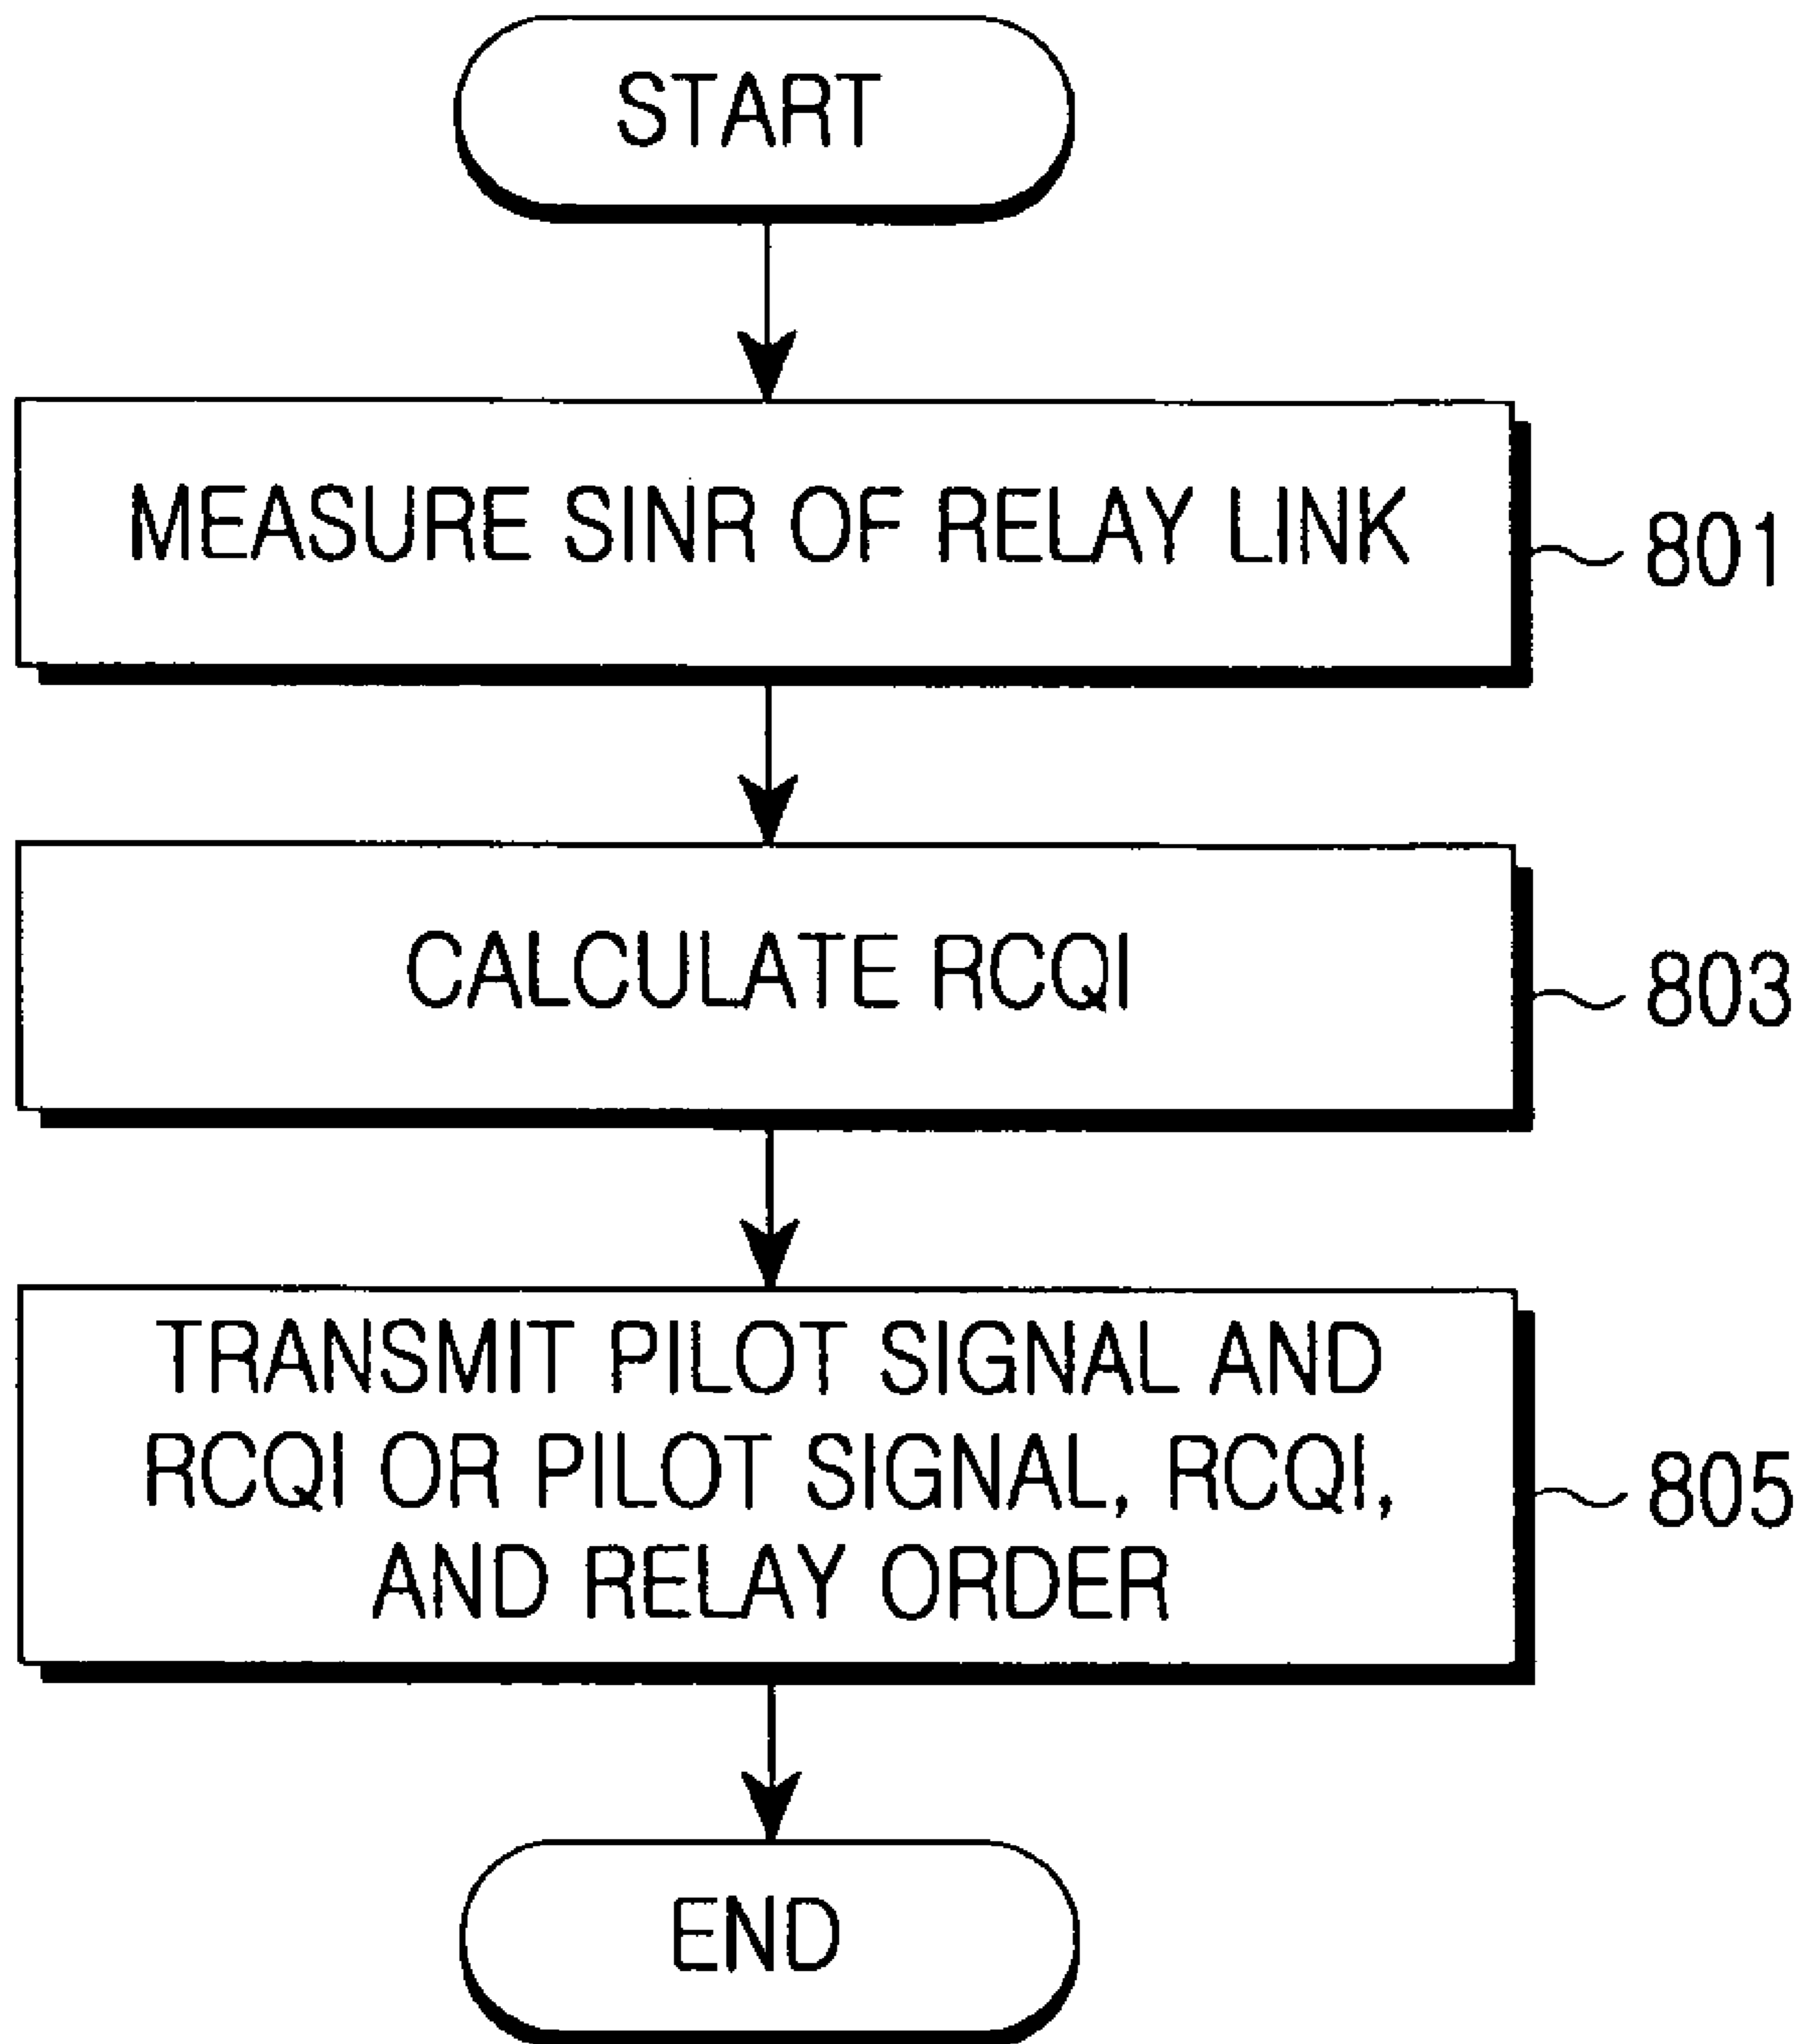 START
MEASURE SINR OF RELAY LINK
801
CALCULATE RCQI
803
TRANSMIT PILOT SIGNAL AND
RCQI OR PILOT SIGNAL, RCQI,
AND RELAY ORDER
805
END